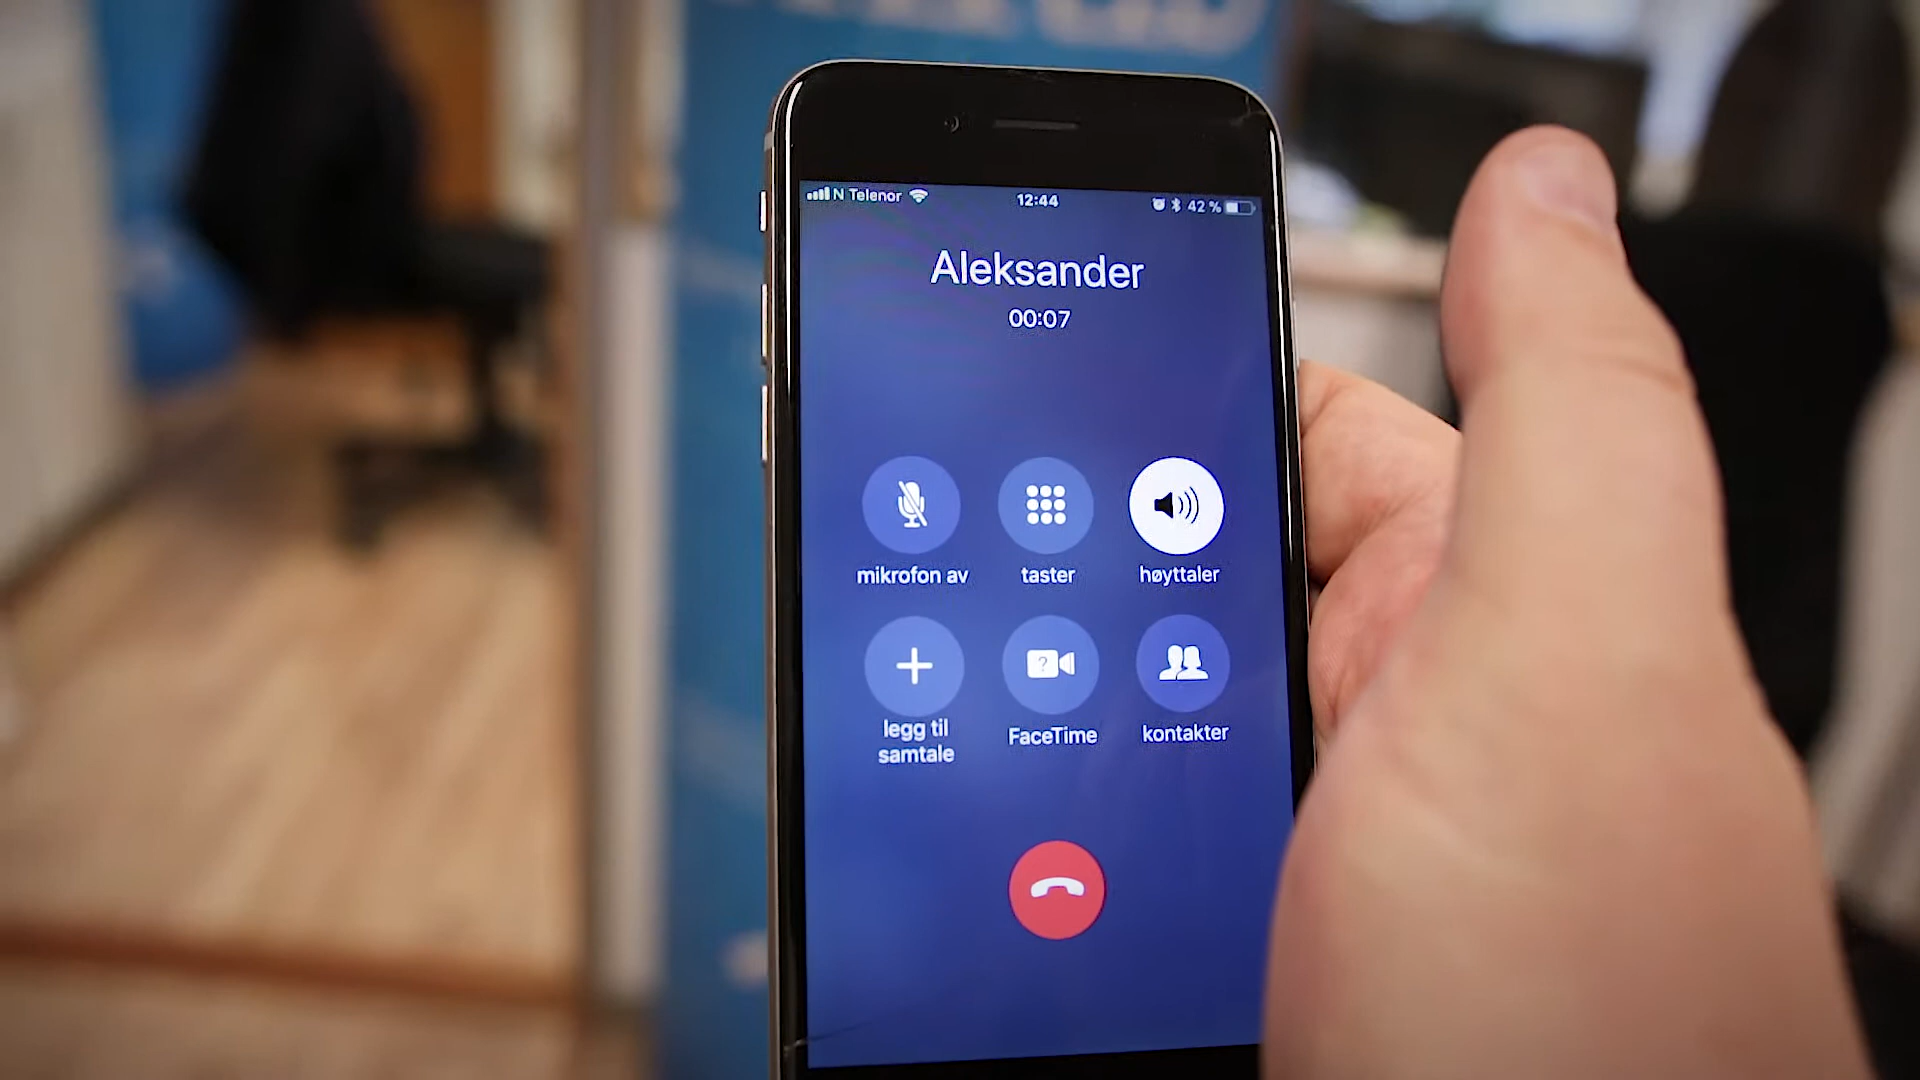 N Telenor 12:44 42 %
Aleksander
00:07
mikrofon av taster høyttaler
legg til
samtale
FaceTime kontakter